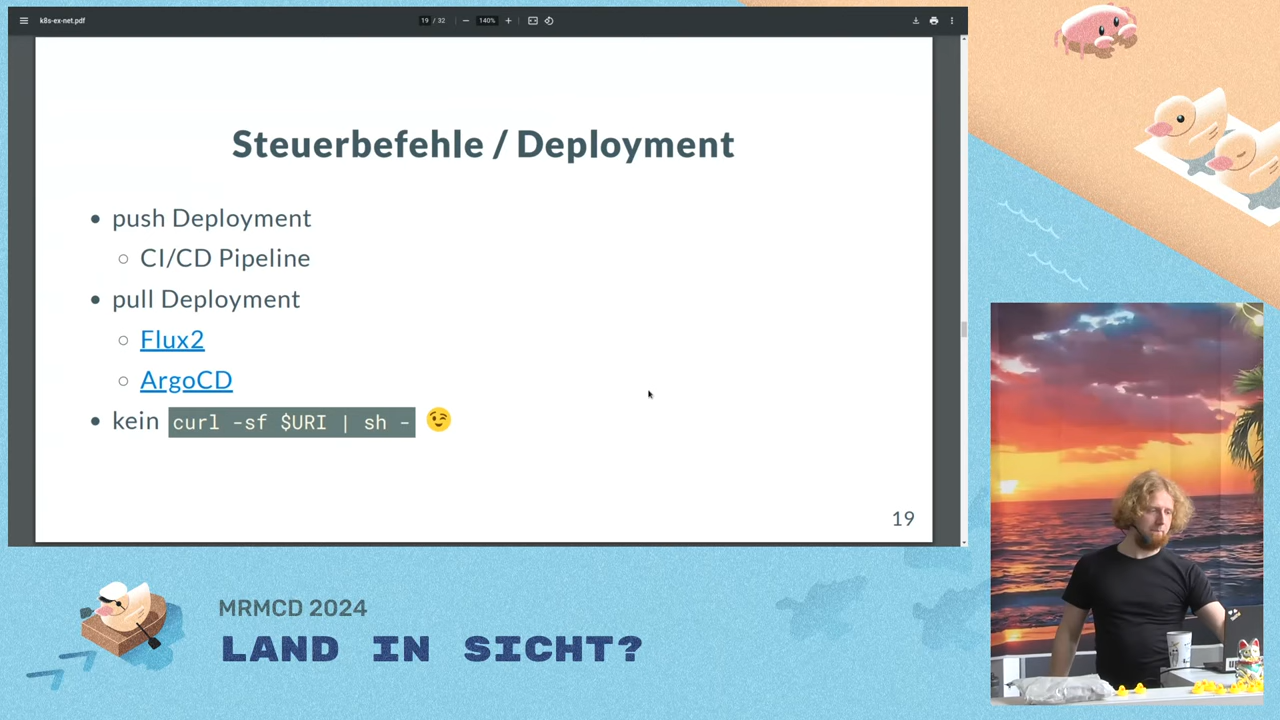 k8s-ex-net.pdf
19 / 32
140%
Steuerbefehle / Deployment
push Deployment
CI/CD Pipeline
pull Deployment
Flux2
ArgoCD
kein curl -sf $URI | sh - 😉
19
MRMCD 2024
LAND IN SICHT?